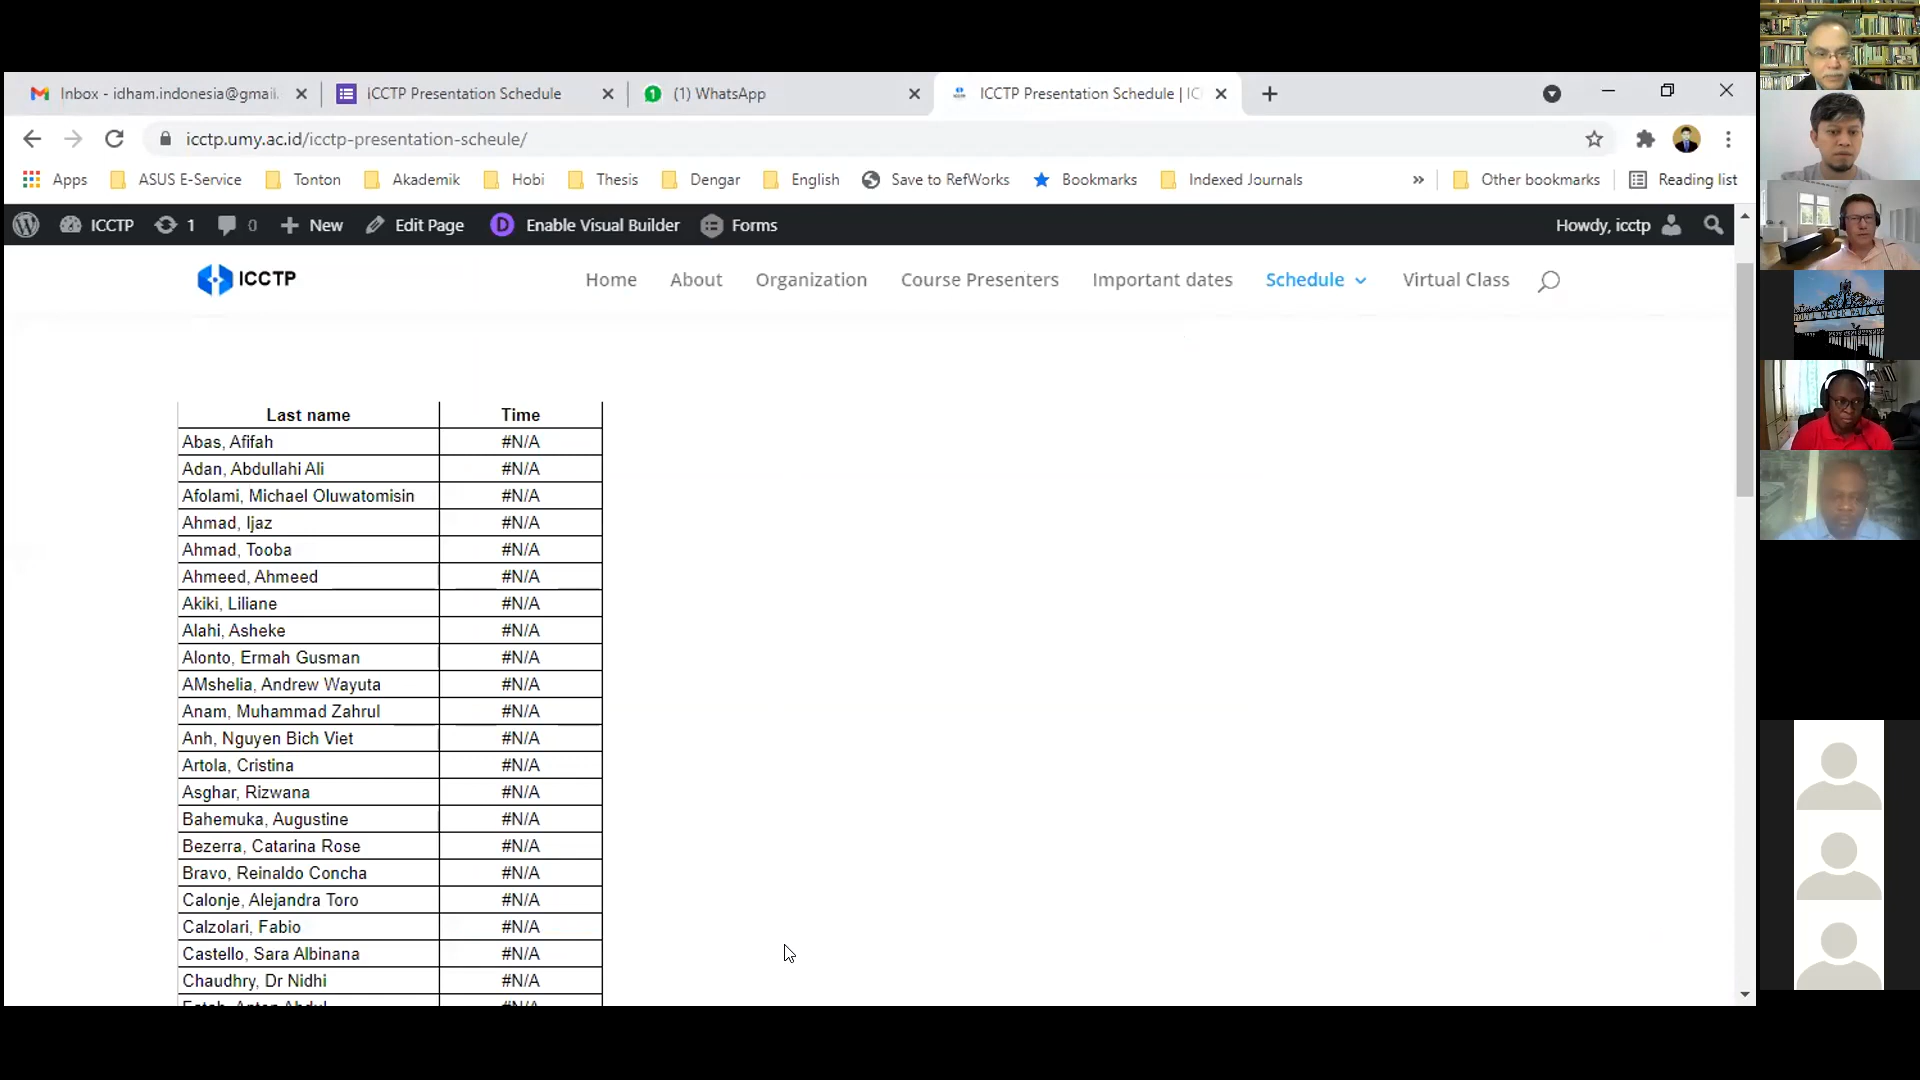 Inbox - idham.indonesia@gmail.
ICCTP Presentation Schedule
(1) WhatsApp
ICCTP Presentation Schedule | IC
icctp.umy.ac.id/icctp-presentation-scheule/
Apps
ASUS E-Service
Tonton
Akademik
Hobi
Thesis
Dengar
English
Save to RefWorks
Bookmarks
Indexed Journals
»
Other bookmarks
Reading list
ICCTP
1
0
New
Edit Page
D
Enable Visual Builder
Forms
Howdy, icctp
ICCTP
Home
About
Organization
Course Presenters
Important dates
Schedule
Virtual Class
Last name Time
Abas, Afifah #N/A
Adan, Abdullahi Ali #N/A
Afolami, Michael Oluwatomisin #N/A
Ahmad, Ijaz #N/A
Ahmad, Tooba #N/A
Ahmeed, Ahmeed #N/A
Akiki, Liliane #N/A
Alahi, Asheke #N/A
Alonto, Ermah Gusman #N/A
AMshelia, Andrew Wayuta #N/A
Anam, Muhammad Zahrul #N/A
Anh, Nguyen Bich Viet #N/A
Artola, Cristina #N/A
Asghar, Rizwana #N/A
Bahemuka, Augustine #N/A
Bezerra, Catarina Rose #N/A
Bravo, Reinaldo Concha #N/A
Calonje, Alejandra Toro #N/A
Calzolari, Fabio #N/A
Castello, Sara Albinana #N/A
Chaudhry, Dr Nidhi #N/A